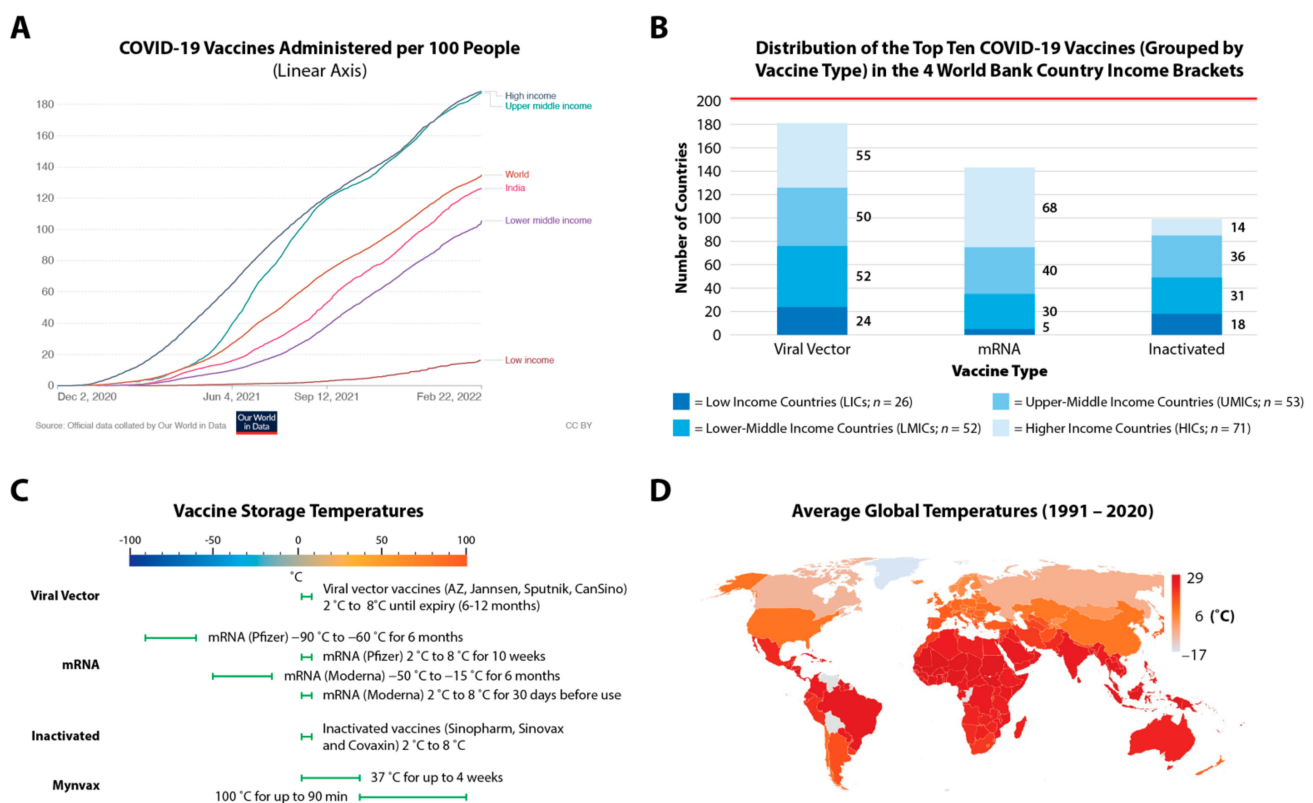 A
COVID-19 Vaccines Administered per 100 People
(Linear Axis)
180
160
140
120
100
80
60
40
20
0
High income
Upper middle income
World
India
Lower middle income
Low income
Dec 2, 2020
Jun 4, 2021
Sep 12, 2021
Feb 22, 2022
Source: Official data collated by Our World in Data
Our World
in Data
CC BY
B
Distribution of the Top Ten COVID-19 Vaccines (Grouped by
Vaccine Type) in the 4 World Bank Country Income Brackets
Number of Countries
200
180
160
140
120
100
80
60
40
20
0
55
50
52
24
68
40
30
5
14
36
31
18
Viral Vector
mRNA
Inactivated
Vaccine Type
= Low Income Countries (LICs; n = 26)
= Upper-Middle Income Countries (UMICs; n = 53)
= Lower-Middle Income Countries (LMICs; n = 52)
= Higher Income Countries (HICs; n = 71)
C
Vaccine Storage Temperatures
-100 -50 0 50 100
˚C
Viral Vector
Viral vector vaccines (AZ, Jannsen, Sputnik, CanSino)
2 ˚C to 8˚C until expiry (6-12 months)
mRNA
mRNA (Pfizer) −90 ˚C to −60 ˚C for 6 months
mRNA (Pfizer) 2 ˚C to 8 ˚C for 10 weeks
mRNA (Moderna) −50 ˚C to −15 ˚C for 6 months
mRNA (Moderna) 2 ˚C to 8 ˚C for 30 days before use
Inactivated
Inactivated vaccines (Sinopharm, Sinovax
and Covaxin) 2 ˚C to 8 ˚C
Mynvax
37 ˚C for up to 4 weeks
100 ˚C for up to 90 min
D
Average Global Temperatures (1991 – 2020)
29
6 (˚C)
−17